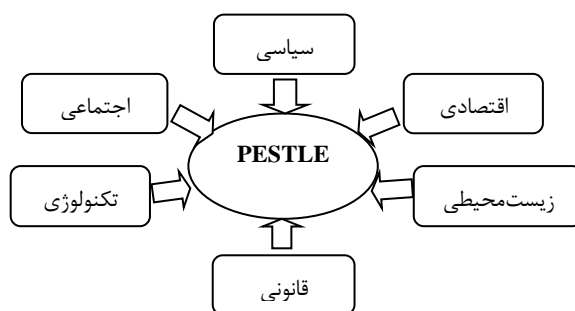 سیاسی
اقتصادی
اجتماعی
PESTLE
زیست‌محیطی
تکنولوژی
قانونی